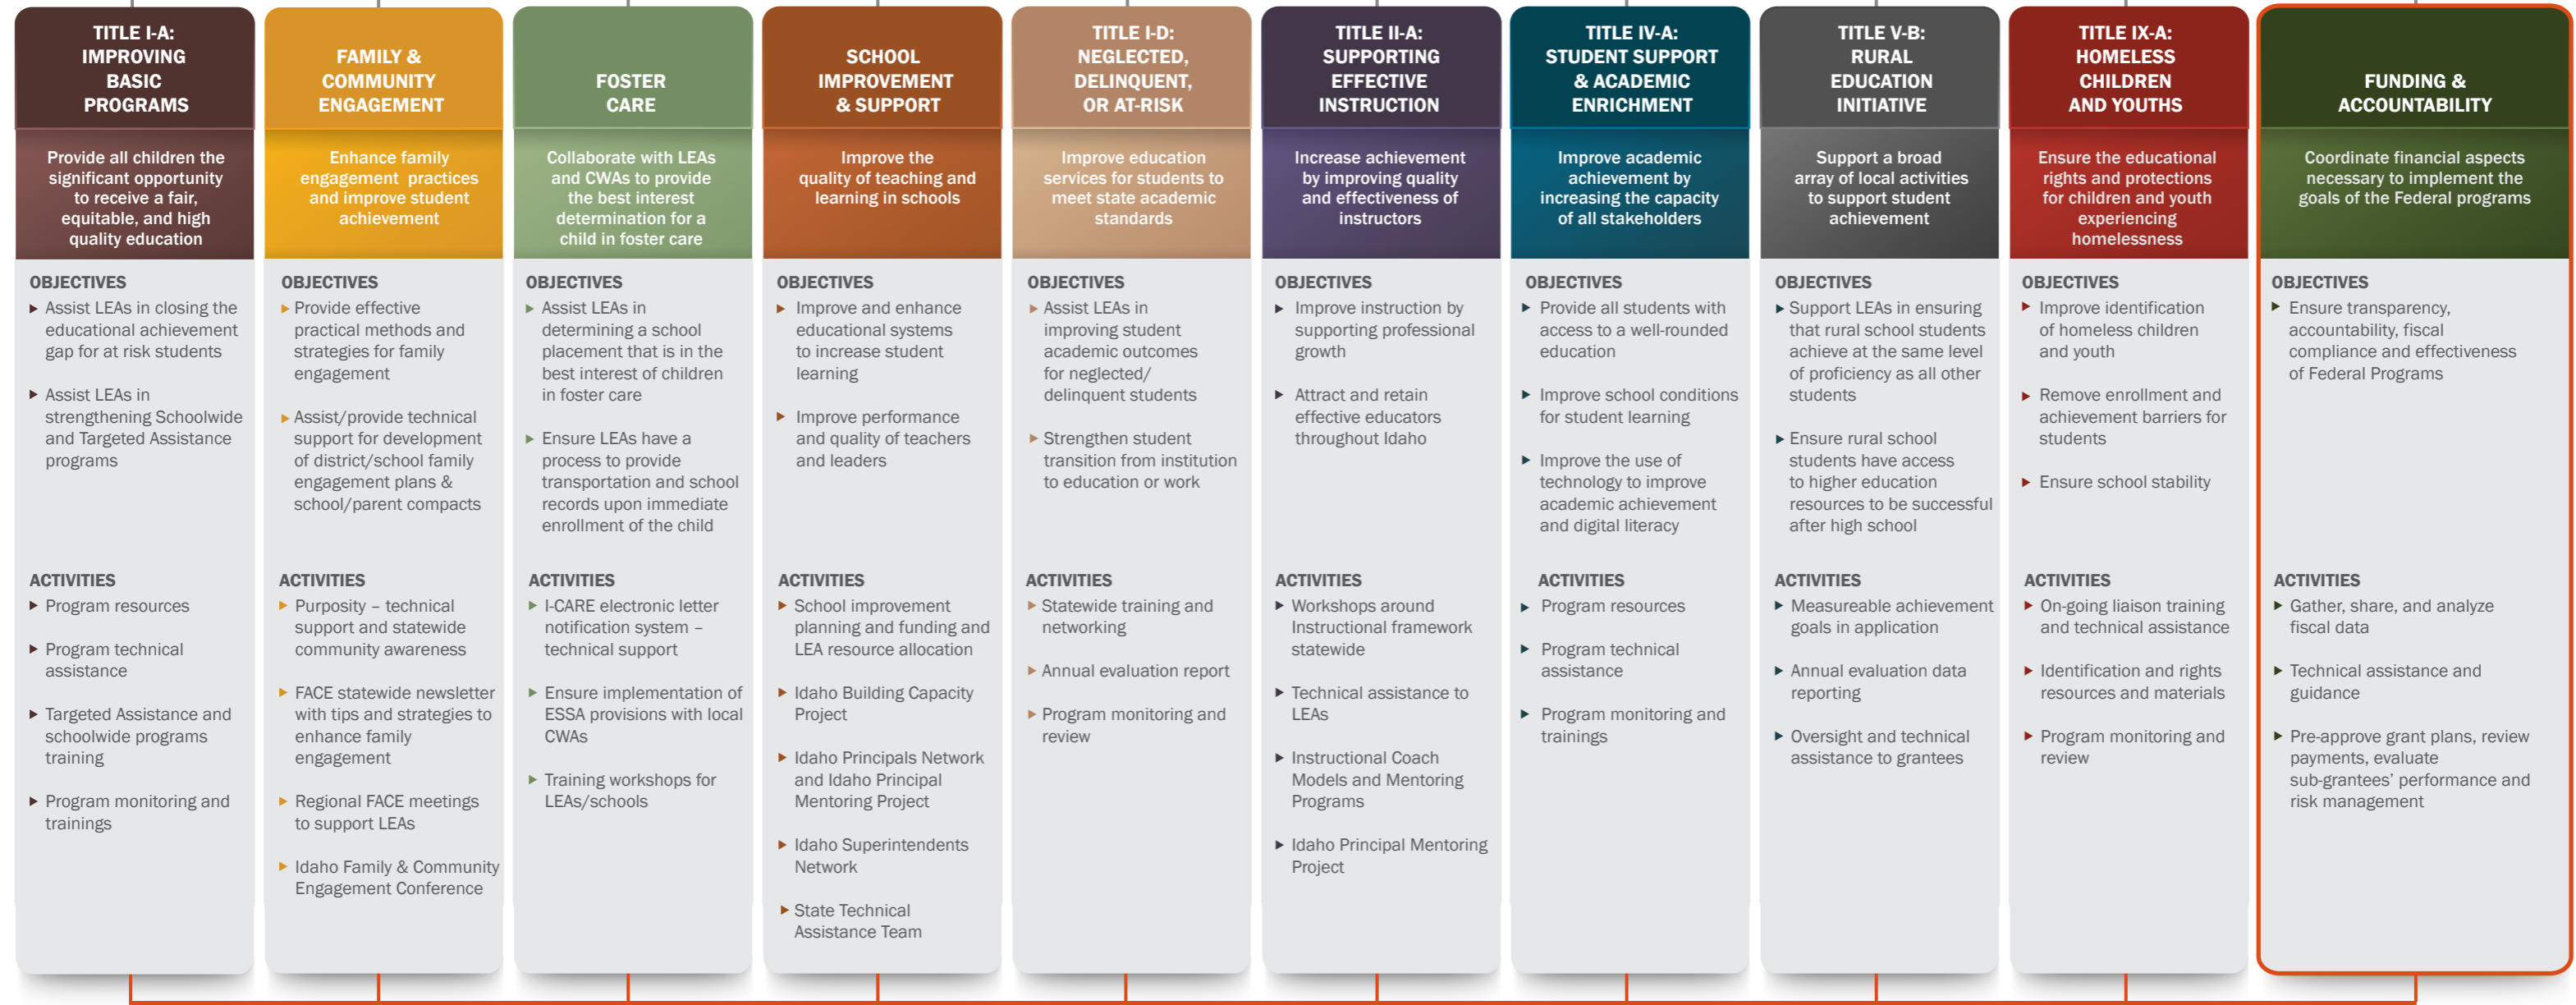 TITLE I-A:
IMPROVING
BASIC
PROGRAMS
Provide all children the
significant opportunity
to receive a fair,
equitable, and high
quality education
OBJECTIVES
Assist LEAs in closing the
educational achievement
gap for at risk students
Assist LEAs in
strengthening Schoolwide
and Targeted Assistance
programs
ACTIVITIES
Program resources
Program technical
assistance
Targeted Assistance and
schoolwide programs
training
Program monitoring and
trainings
FAMILY &
COMMUNITY
ENGAGEMENT
Enhance family
engagement practices
and improve student
achievement
OBJECTIVES
Provide effective
practical methods and
strategies for family
engagement
Assist/provide technical
support for development
of district/school family
engagement plans &
school/parent compacts
ACTIVITIES
Purposity – technical
support and statewide
community awareness
FACE statewide newsletter
with tips and strategies to
enhance family
engagement
Regional FACE meetings
to support LEAs
Idaho Family & Community
Engagement Conference
FOSTER
CARE
Collaborate with LEAs
and CWAs to provide
the best interest
determination for a
child in foster care
OBJECTIVES
Assist LEAs in
determining a school
placement that is in the
best interest of children
in foster care
Ensure LEAs have a
process to provide
transportation and school
records upon immediate
enrollment of the child
ACTIVITIES
I-CARE electronic letter
notification system –
technical support
Ensure implementation of
ESSA provisions with local
CWAs
Training workshops for
LEAs/schools
SCHOOL
IMPROVEMENT
& SUPPORT
Improve the
quality of teaching and
learning in schools
OBJECTIVES
Improve and enhance
educational systems
to increase student
learning
Improve performance
and quality of teachers
and leaders
ACTIVITIES
School improvement
planning and funding and
LEA resource allocation
Idaho Building Capacity
Project
Idaho Principals Network
and Idaho Principal
Mentoring Project
Idaho Superintendents
Network
State Technical
Assistance Team
TITLE I-D:
NEGLECTED,
DELINQUENT,
OR AT-RISK
Improve education
services for students to
meet state academic
standards
OBJECTIVES
Assist LEAs in
improving student
academic outcomes
for neglected/
delinquent students
Strengthen student
transition from institution
to education or work
ACTIVITIES
Statewide training and
networking
Annual evaluation report
Program monitoring and
review
TITLE II-A:
SUPPORTING
EFFECTIVE
INSTRUCTION
Increase achievement
by improving quality
and effectiveness of
instructors
OBJECTIVES
Improve instruction by
supporting professional
growth
Attract and retain
effective educators
throughout Idaho
ACTIVITIES
Workshops around
Instructional framework
statewide
Technical assistance to
LEAs
Instructional Coach
Models and Mentoring
Programs
Idaho Principal Mentoring
Project
TITLE IV-A:
STUDENT SUPPORT
& ACADEMIC
ENRICHMENT
Improve academic
achievement by
increasing the capacity
of all stakeholders
OBJECTIVES
Provide all students with
access to a well-rounded
education
Improve school conditions
for student learning
Improve the use of
technology to improve
academic achievement
and digital literacy
ACTIVITIES
Program resources
Program technical
assistance
Program monitoring and
trainings
TITLE V-B:
RURAL
EDUCATION
INITIATIVE
Support a broad
array of local activities
to support student
achievement
OBJECTIVES
Support LEAs in ensuring
that rural school students
achieve at the same level
of proficiency as all other
students
Ensure rural school
students have access
to higher education
resources to be successful
after high school
ACTIVITIES
Measureable achievement
goals in application
Annual evaluation data
reporting
Oversight and technical
assistance to grantees
TITLE IX-A:
HOMELESS
CHILDREN
AND YOUTHS
Ensure the educational
rights and protections
for children and youth
experiencing
homelessness
OBJECTIVES
Improve identification
of homeless children
and youth
Remove enrollment and
achievement barriers for
students
Ensure school stability
ACTIVITIES
On-going liaison training
and technical assistance
Identification and rights
resources and materials
Program monitoring and
review
FUNDING &
ACCOUNTABILITY
Coordinate financial aspects
necessary to implement the
goals of the Federal programs
OBJECTIVES
Ensure transparency,
accountability, fiscal
compliance and effectiveness
of Federal Programs
ACTIVITIES
Gather, share, and analyze
fiscal data
Technical assistance and
guidance
Pre-approve grant plans, review
payments, evaluate
sub-grantees' performance and
risk management